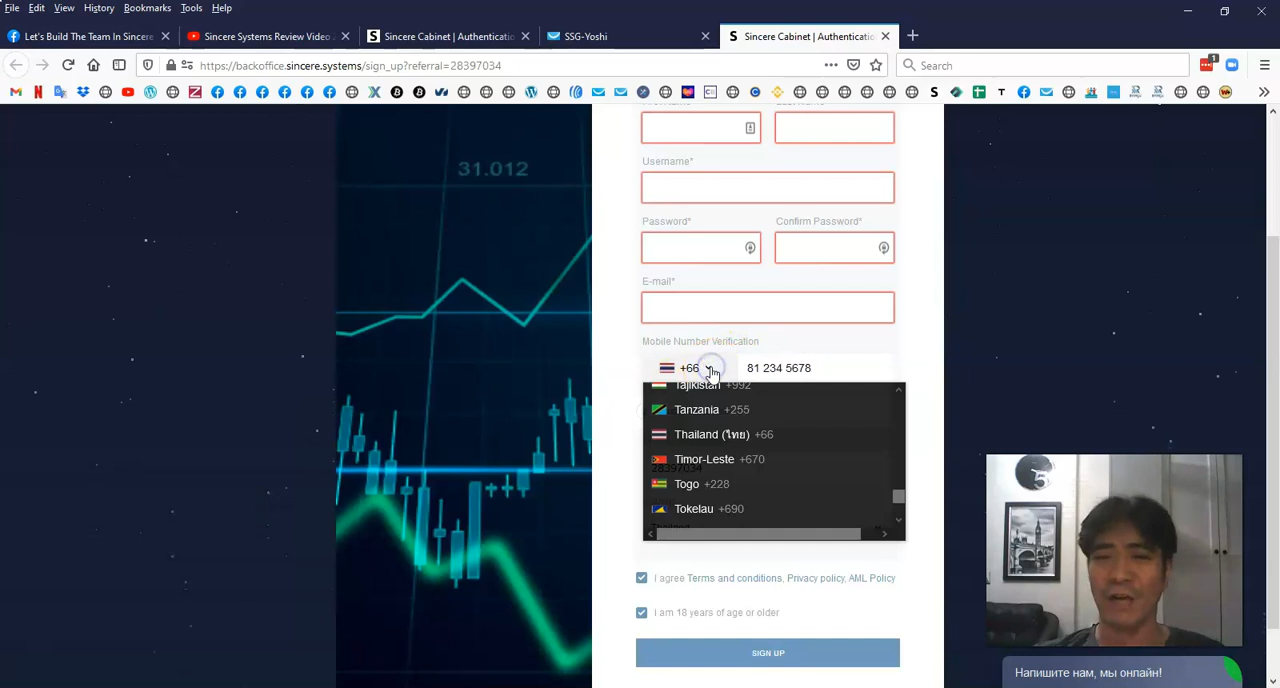 File Edit View History Bookmarks Tools Help
Let's Build The Team In Sincere
Sincere Systems Review Video
Sincere Cabinet | Authentication
SSG-Yoshi
Sincere Cabinet | Authentication
https://backoffice.sincere.systems/sign_up?referral=28397034
Search
31.012
Username*
Password* Confirm Password*
E-mail*
Mobile Number Verification
+66 81 234 5678
Tajikistan +992
Tanzania +255
Thailand (ไทย) +66
Timor-Leste +670
28397034
Togo +228
Tokelau +690
Thailand
I agree Terms and conditions, Privacy policy, AML Policy
I am 18 years of age or older
SIGN UP
Напишите нам, мы онлайн!